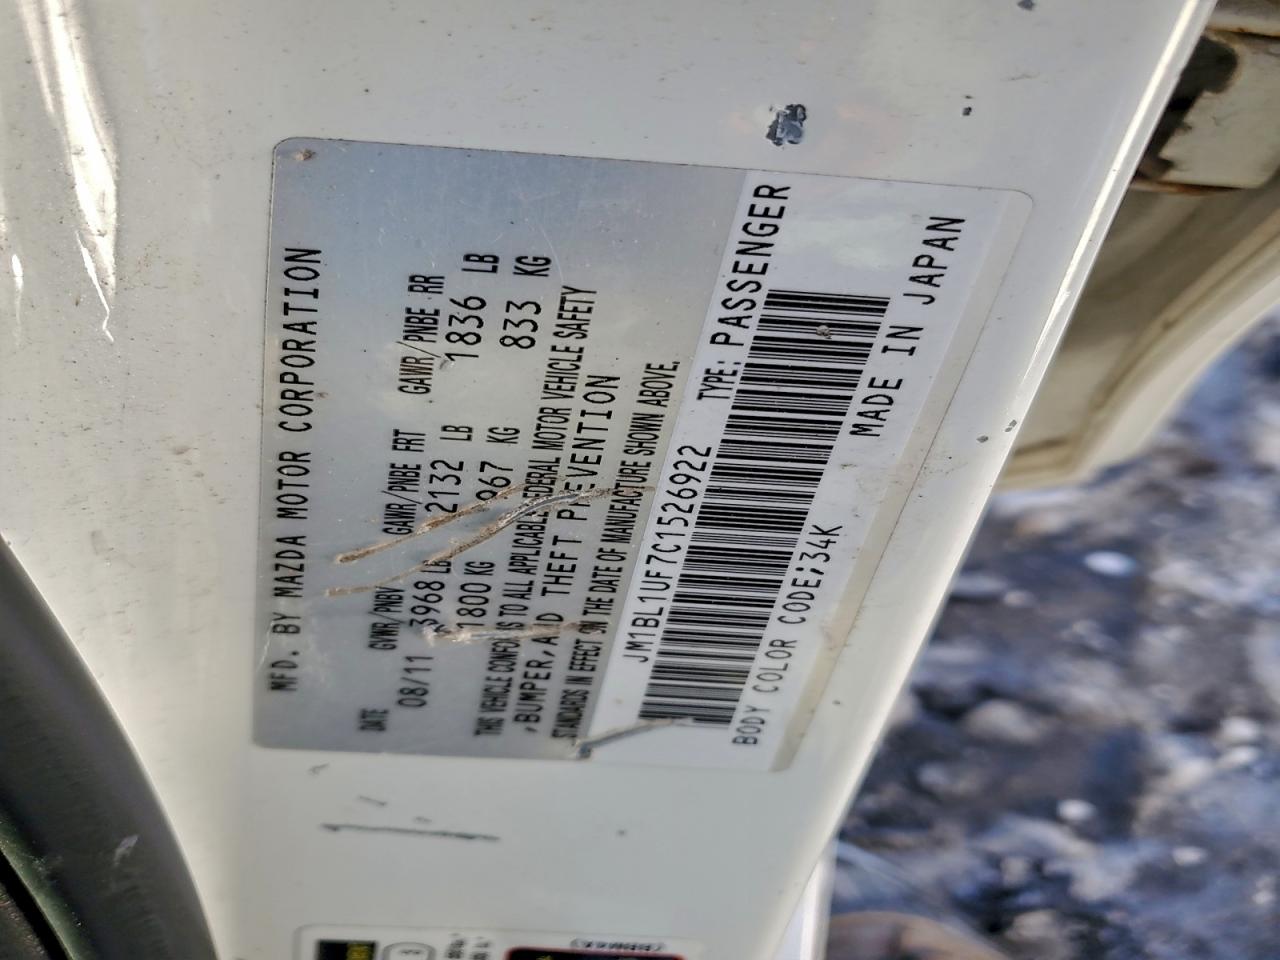 MFD. BY MAZDA MOTOR CORPORATION
DATE GVWR/PNBV GAWR/PNBE FRT GAWR/PNBE RR
08/11 3968 LB 2132 LB 1836 LB
1800 KG 967 KG 833 KG
THIS VEHICLE CONFORMS TO ALL APPLICABLE FEDERAL MOTOR VEHICLE SAFETY
,BUMPER,AND THEFT PREVENTION
STANDARDS IN EFFECT ON THE DATE OF MANUFACTURE SHOWN ABOVE.
JM1BL1UF7C1526922 TYPE: PASSENGER
BODY COLOR CODE;34K MADE IN JAPAN